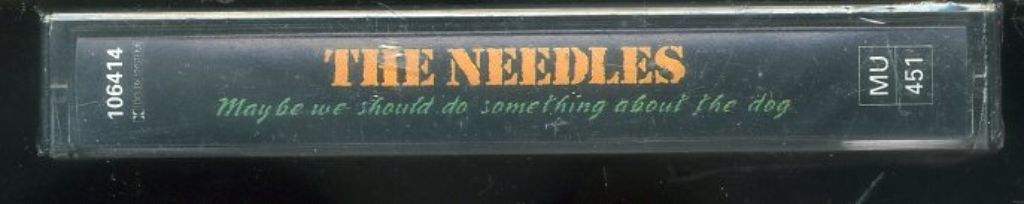 106414
THE NEEDLES
Maybe we should do something about the dog
MU
451